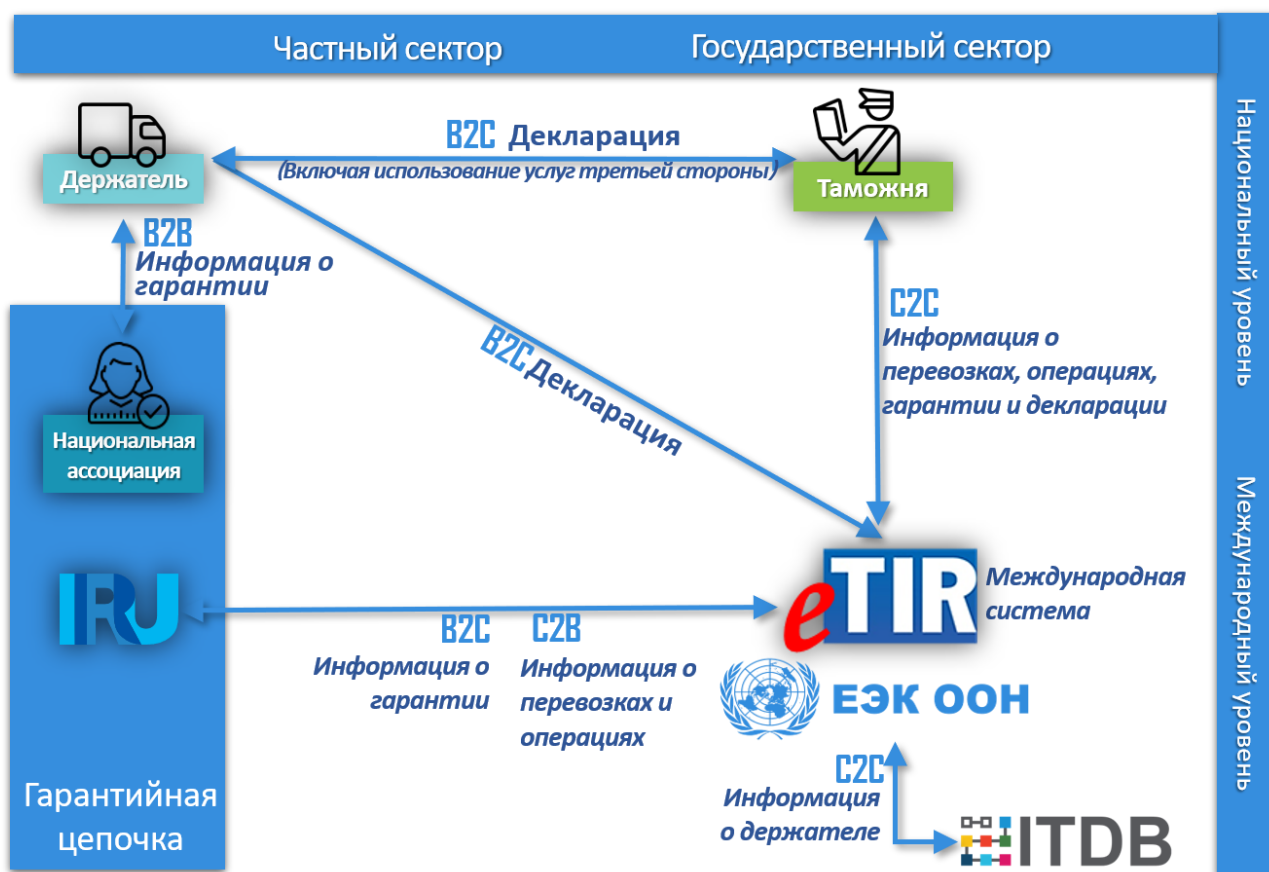 Частный сектор
Государственный сектор
Национальный уровень
B2C Декларация
(Включая использование услуг третьей стороны)
Держатель
Таможня
B2B
Информация о
гарантии
C2C
Информация о
перевозках, операциях,
гарантии и декларации
B2C Декларация
Национальная
ассоциация
Международный уровень
IRU
eTIR
Международная
система
B2C
Информация о
гарантии
C2B
Информация о
перевозках и
операциях
ЕЭК ООН
C2C
Информация
о держателе
Гарантийная
цепочка
ITDB